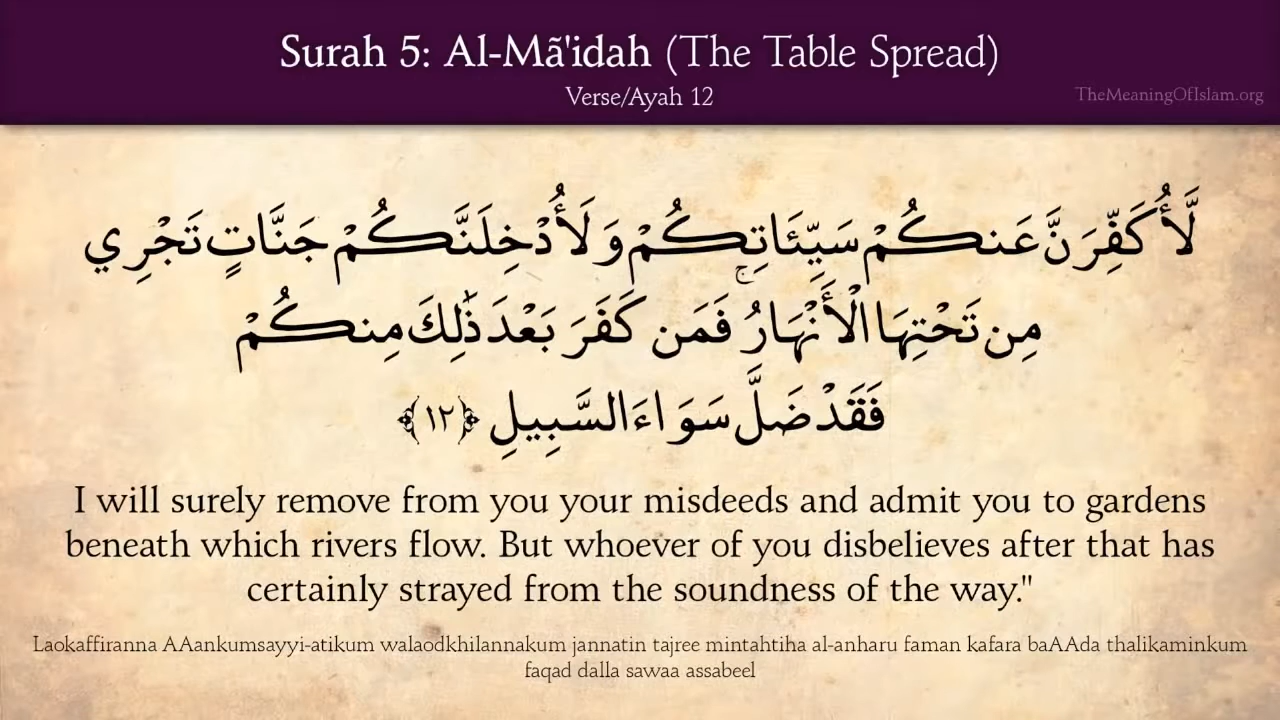 Surah 5: Al-Mã'idah (The Table Spread)
Verse/Ayah 12
TheMeaningOfIslam.org
لَّأُكَفِّرَنَّ عَنكُمْ سَيِّئَاتِكُمْ وَلَأُدْخِلَنَّكُمْ جَنَّاتٍ تَجْرِي
مِن تَحْتِهَا الْأَنْهَارُ ۚ فَمَن كَفَرَ بَعْدَ ذَٰلِكَ مِنكُمْ
فَقَدْ ضَلَّ سَوَاءَ السَّبِيلِ ﴿١٢﴾
I will surely remove from you your misdeeds and admit you to gardens
beneath which rivers flow. But whoever of you disbelieves after that has
certainly strayed from the soundness of the way."
Laokaffiranna AAankumsayyi-atikum walaodkhilannakum jannatin tajree mintahtiha al-anharu faman kafara baAAda thalikaminkum
faqad dalla sawaa assabeel